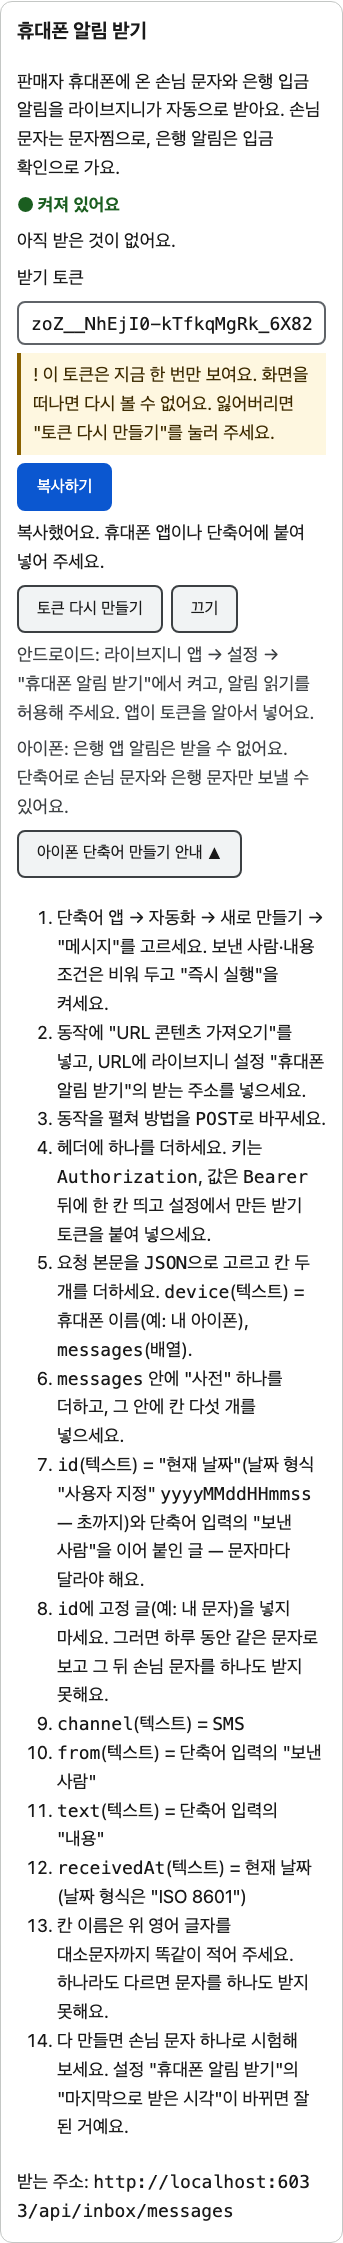 휴대폰 알림 받기
판매자 휴대폰에 온 손님 문자와 은행 입금
알림을 라이브지니가 자동으로 받아요. 손님
문자는 문자찜으로, 은행 알림은 입금
확인으로 가요.
● 켜져 있어요
아직 받은 것이 없어요.
받기 토큰
zoZ__NhEjI0-kTfkqMgRk_6X82
! 이 토큰은 지금 한 번만 보여요. 화면을
떠나면 다시 볼 수 없어요. 잃어버리면
"토큰 다시 만들기"를 눌러 주세요.
복사하기
복사했어요. 휴대폰 앱이나 단축어에 붙여
넣어 주세요.
토큰 다시 만들기 끄기
안드로이드: 라이브지니 앱 → 설정 →
"휴대폰 알림 받기"에서 켜고, 알림 읽기를
허용해 주세요. 앱이 토큰을 알아서 넣어요.
아이폰: 은행 앱 알림은 받을 수 없어요.
단축어로 손님 문자와 은행 문자만 보낼 수
있어요.
아이폰 단축어 만들기 안내 ▲
1. 단축어 앱 → 자동화 → 새로 만들기 →
"메시지"를 고르세요. 보낸 사람·내용
조건은 비워 두고 "즉시 실행"을
켜세요.
2. 동작에 "URL 콘텐츠 가져오기"를
넣고, URL에 라이브지니 설정 "휴대폰
알림 받기"의 받는 주소를 넣으세요.
3. 동작을 펼쳐 방법을 POST로 바꾸세요.
4. 헤더에 하나를 더하세요. 키는
Authorization, 값은 Bearer
뒤에 한 칸 띄고 설정에서 만든 받기
토큰을 붙여 넣으세요.
5. 요청 본문을 JSON으로 고르고 칸 두
개를 더하세요. device(텍스트) =
휴대폰 이름(예: 내 아이폰),
messages(배열).
6. messages 안에 "사전" 하나를
더하고, 그 안에 칸 다섯 개를
넣으세요.
7. id(텍스트) = "현재 날짜"(날짜 형식
"사용자 지정" yyyyMMddHHmmss
— 초까지)와 단축어 입력의 "보낸
사람"을 이어 붙인 글 — 문자마다
달라야 해요.
8. id에 고정 글(예: 내 문자)을 넣지
마세요. 그러면 하루 동안 같은 문자로
보고 그 뒤 손님 문자를 하나도 받지
못해요.
9. channel(텍스트) = SMS
10. from(텍스트) = 단축어 입력의 "보낸
사람"
11. text(텍스트) = 단축어 입력의
"내용"
12. receivedAt(텍스트) = 현재 날짜
(날짜 형식은 "ISO 8601")
13. 칸 이름은 위 영어 글자를
대소문자까지 똑같이 적어 주세요.
하나라도 다르면 문자를 하나도 받지
못해요.
14. 다 만들면 손님 문자 하나로 시험해
보세요. 설정 "휴대폰 알림 받기"의
"마지막으로 받은 시각"이 바뀌면 잘
된 거예요.
받는 주소: http://localhost:603
3/api/inbox/messages